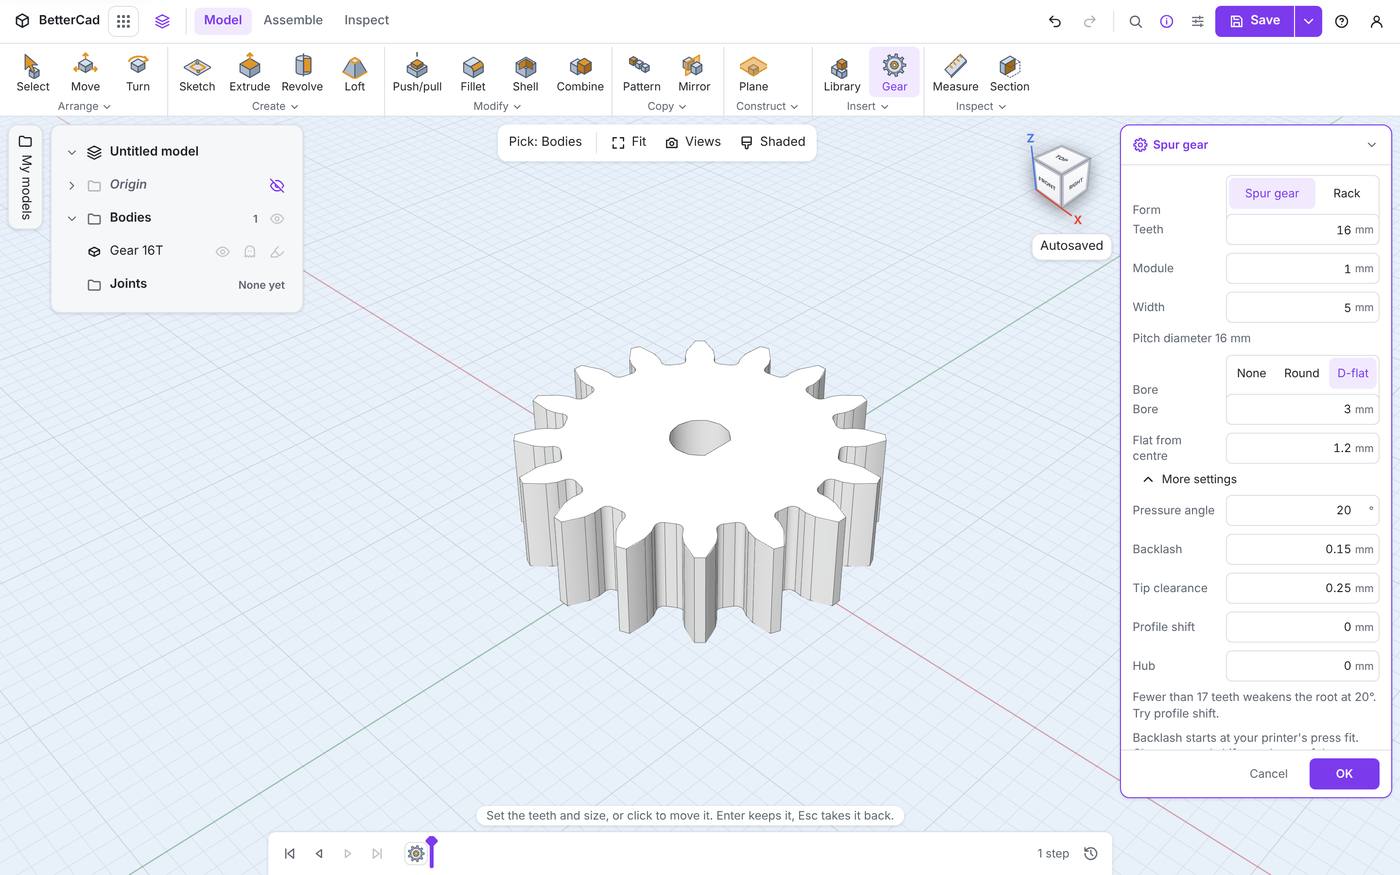 BetterCad
Model
Assemble
Inspect
Save
Select
Move
Turn
Sketch
Extrude
Revolve
Loft
Push/pull
Fillet
Shell
Combine
Pattern
Mirror
Plane
Library
Gear
Measure
Section
Arrange
Create
Modify
Copy
Construct
Insert
Inspect
My models
Untitled model
Origin
Bodies 1
Gear 16T
Joints None yet
Pick: Bodies
Fit
Views
Shaded
Z
TOP
FRONT
RIGHT
X
Autosaved
Spur gear
Form
Spur gear
Rack
Teeth 16 mm
Module 1 mm
Width 5 mm
Pitch diameter 16 mm
Bore
None
Round
D-flat
Bore 3 mm
Flat from
centre
1.2 mm
More settings
Pressure angle 20 °
Backlash 0.15 mm
Tip clearance 0.25 mm
Profile shift 0 mm
Hub 0 mm
Fewer than 17 teeth weakens the root at 20°.
Try profile shift.
Backlash starts at your printer's press fit.
Cancel
OK
Set the teeth and size, or click to move it. Enter keeps it, Esc takes it back.
1 step